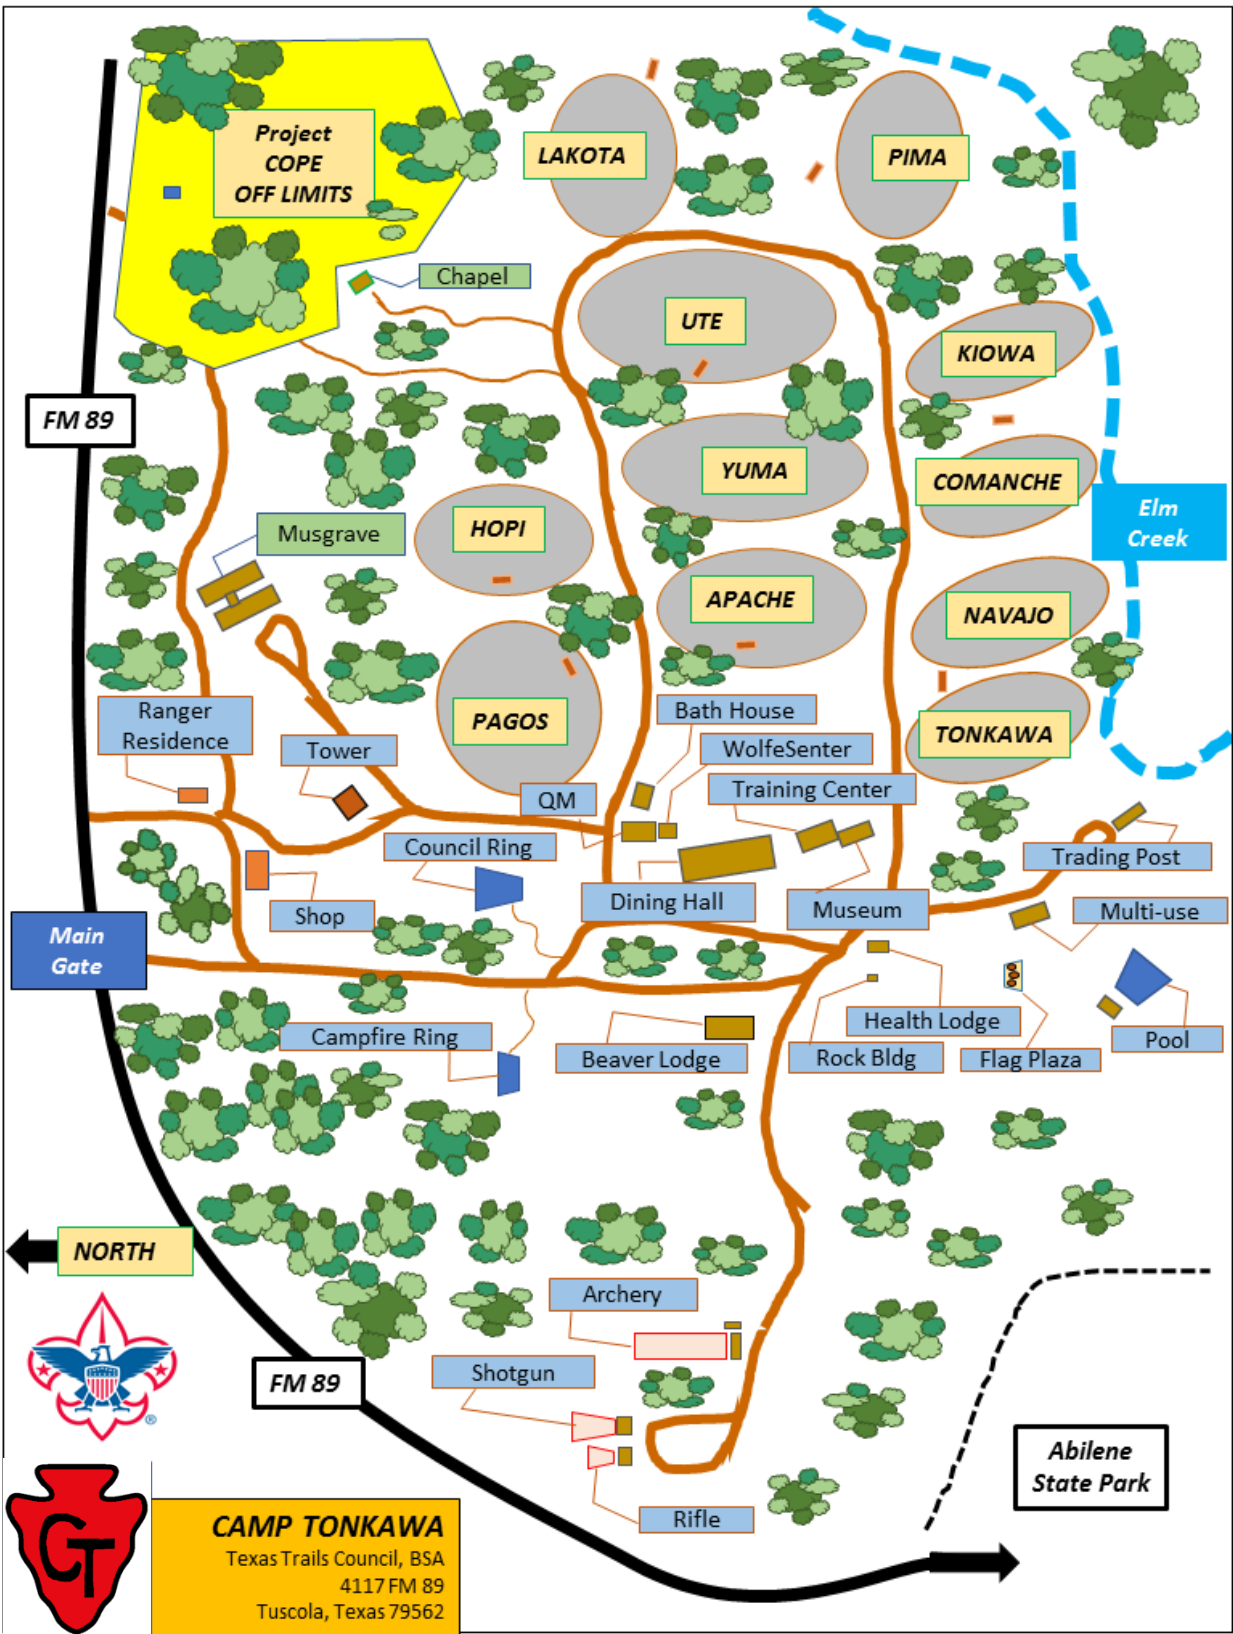 Project
COPE
OFF LIMITS
LAKOTA
PIMA
Chapel
UTE
KIOWA
FM 89
YUMA
COMANCHE
Elm
Creek
HOPI
Musgrave
APACHE
NAVAJO
PAGOS
TONKAWA
Ranger
Residence
Tower
Bath House
WolfeSenter
Training Center
QM
Council Ring
Trading Post
Shop
Dining Hall
Museum
Multi-use
Main
Gate
Campfire Ring
Beaver Lodge
Health Lodge
Rock Bldg
Flag Plaza
Pool
NORTH
Archery
Shotgun
FM 89
Rifle
Abilene
State Park
®
CT
CAMP TONKAWA
Texas Trails Council, BSA
4117 FM 89
Tuscola, Texas 79562